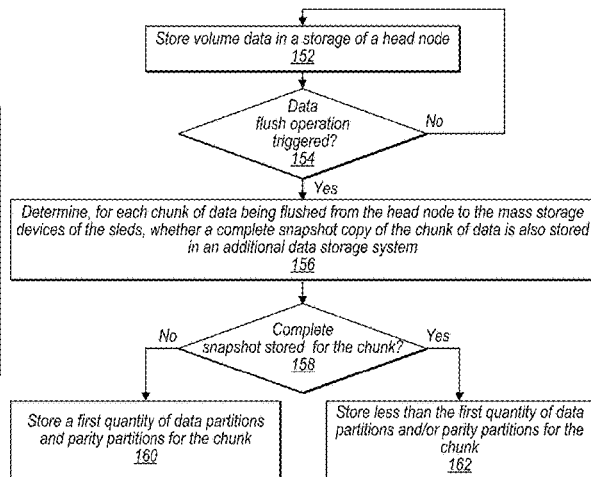 Store volume data in a storage of a head node
152
Data
flush operation
triggered?
154
No
Yes
Determine, for each chunk of data being flushed from the head node to the mass storage
devices of the sleds, whether a complete snapshot copy of the chunk of data is also stored
in an additional data storage system
156
No
Complete
snapshot stored for the chunk?
158
Yes
Store a first quantity of data partitions
and parity partitions for the chunk
160
Store less than the first quantity of data
partitions and/or parity partitions for the
chunk
162